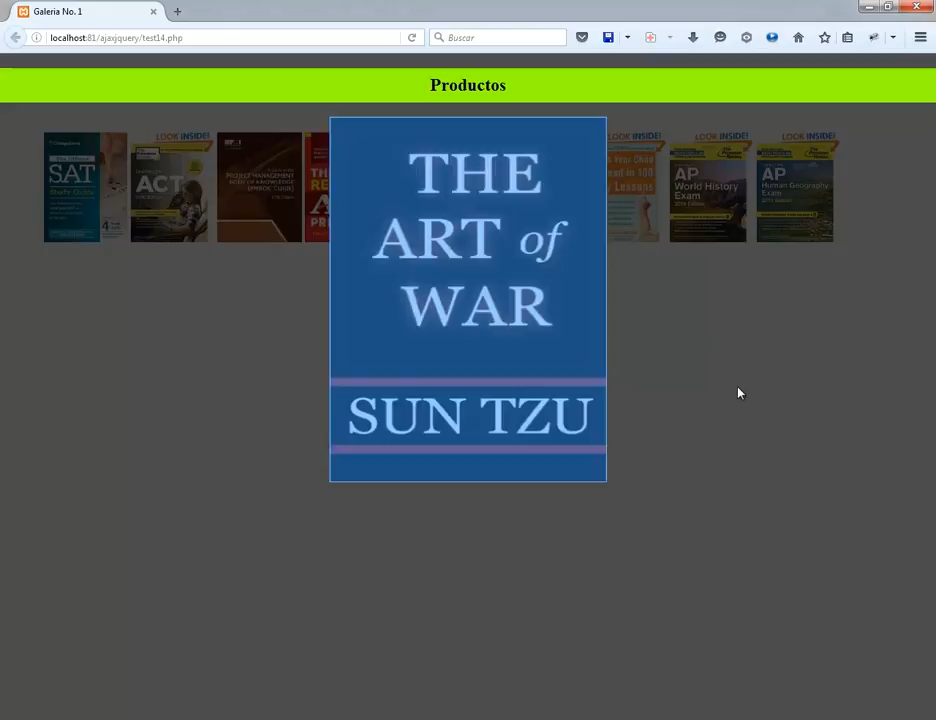 Galeria No. 1
localhost:81/ajaxjquery/test14.php
Buscar
Productos
THE
ART of
WAR
SUN TZU
LOOK INSIDE!
LOOK INSIDE!
LOOK INSIDE!
SAT
ACT
AP
World History
Exam
AP
Human Geography
Exam